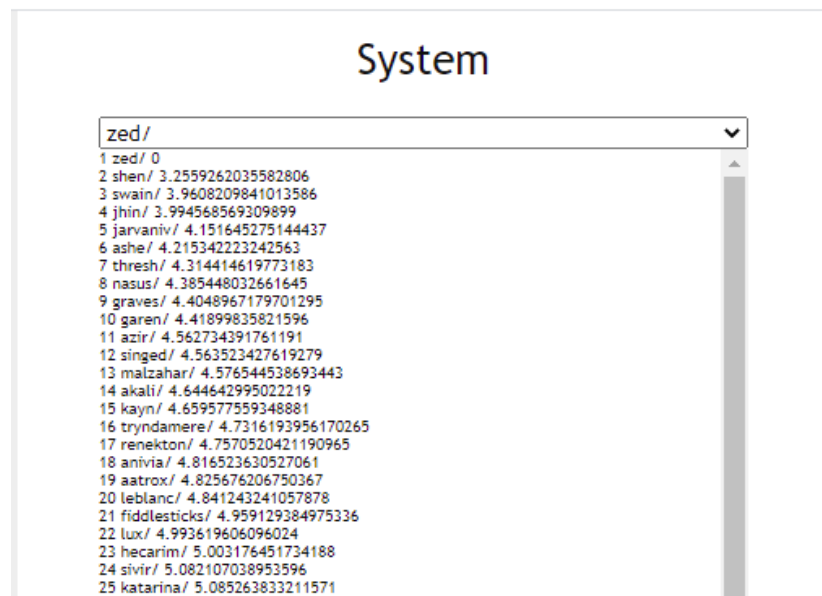 System
zed/
1 zed/ 0
2 shen/ 3.2559262035582806
3 swain/ 3.9608209841013586
4 jhin/ 3.994568569309899
5 jarvaniv/ 4.151645275144437
6 ashe/ 4.215342223242563
7 thresh/ 4.314414619773183
8 nasus/ 4.385448032661645
9 graves/ 4.4048967179701295
10 garen/ 4.41899835821596
11 azir/ 4.562734391761191
12 singed/ 4.563523427619279
13 malzahar/ 4.576544538693443
14 akali/ 4.644642995022219
15 kayn/ 4.659577559348881
16 tryndamere/ 4.7316193956170265
17 renekton/ 4.7570520421190965
18 anivia/ 4.816523630527061
19 aatrox/ 4.825676206750367
20 leblanc/ 4.841243241057878
21 fiddlesticks/ 4.959129384975336
22 lux/ 4.993619606096024
23 hecarim/ 5.003176451734188
24 sivir/ 5.082107038953596
25 katarina/ 5.085263833211571